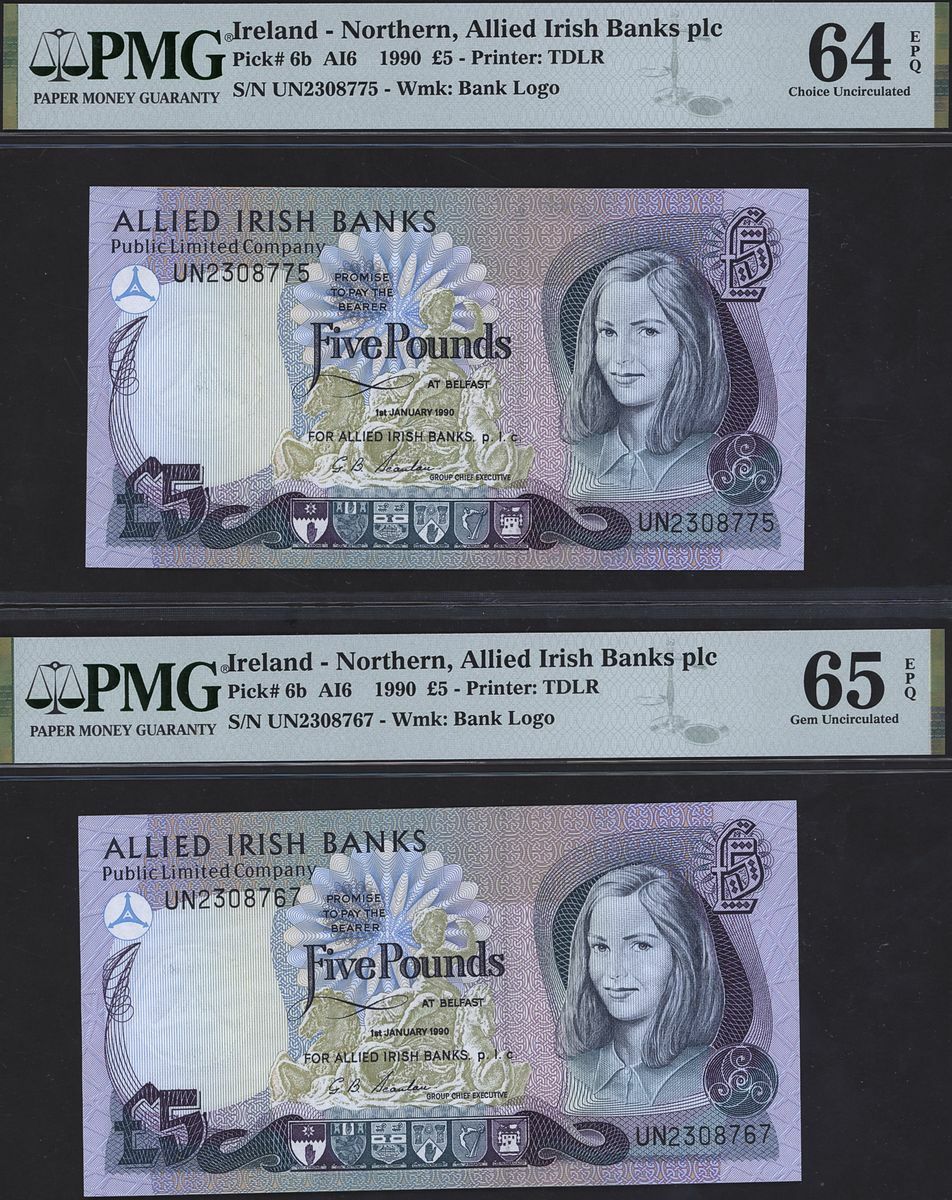 PMG®
PAPER MONEY GUARANTY
Ireland - Northern, Allied Irish Banks plc
Pick# 6b AI6 1990 £5 - Printer: TDLR
S/N UN2308775 - Wmk: Bank Logo
64 EPQ
Choice Uncirculated
ALLIED IRISH BANKS
Public Limited Company
UN2308775
PROMISE
TO PAY THE
BEARER
Five Pounds
AT BELFAST
1st JANUARY 1990
FOR ALLIED IRISH BANKS. p. l. c.
G B Scanlan
GROUP CHIEF EXECUTIVE
£5
£5
UN2308775
PMG®
PAPER MONEY GUARANTY
Ireland - Northern, Allied Irish Banks plc
Pick# 6b AI6 1990 £5 - Printer: TDLR
S/N UN2308767 - Wmk: Bank Logo
65 EPQ
Gem Uncirculated
ALLIED IRISH BANKS
Public Limited Company
UN2308767
PROMISE
TO PAY THE
BEARER
Five Pounds
AT BELFAST
1st JANUARY 1990
FOR ALLIED IRISH BANKS. p. l. c
G B Scanlan
GROUP CHIEF EXECUTIVE
£5
£5
UN2308767